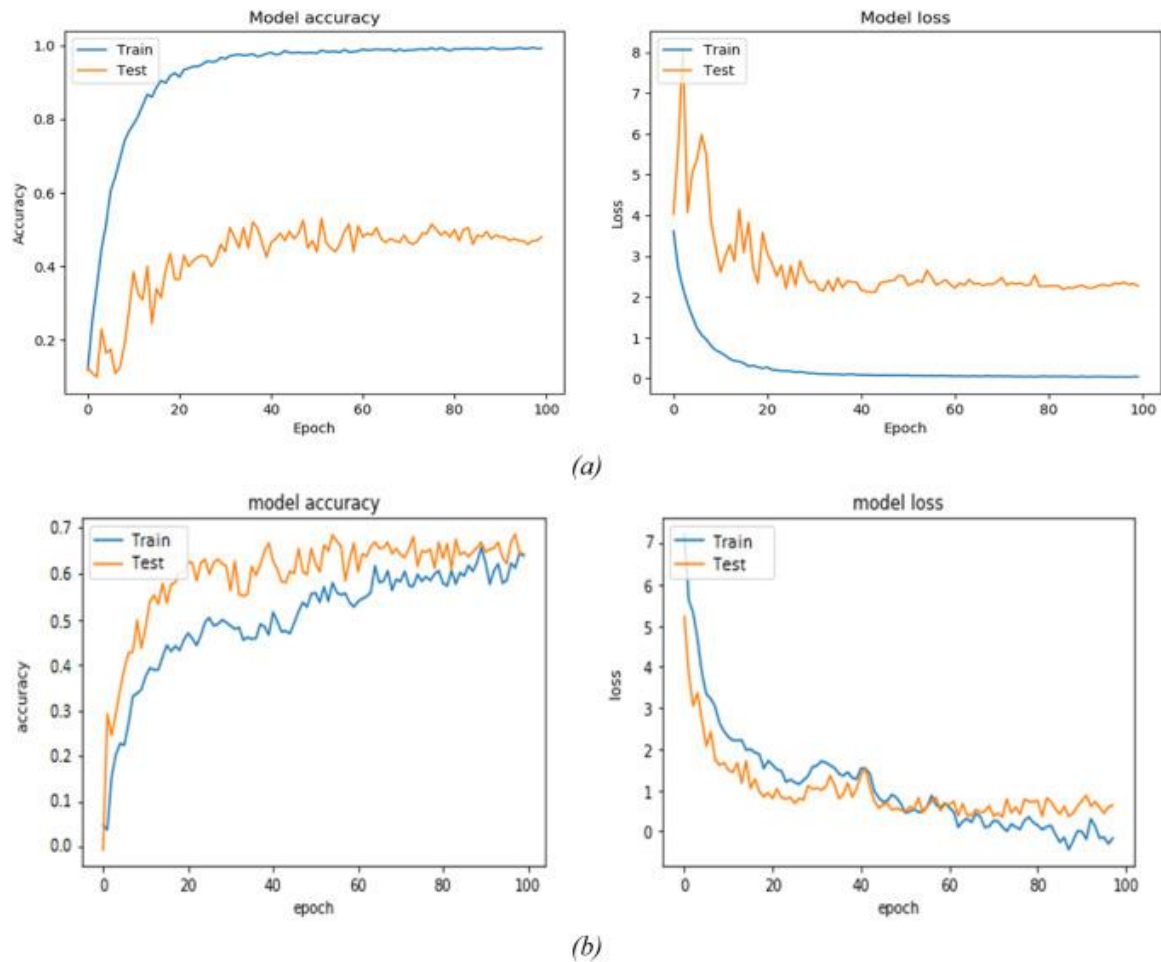 Model accuracy
Train
Test
1.0
0.8
0.6
0.4
0.2
Accuracy
0 20 40 60 80 100
Epoch
Model loss
Train
Test
8
7
6
5
4
3
2
1
0
Loss
0 20 40 60 80 100
Epoch
(a)
model accuracy
Train
Test
0.7
0.6
0.5
0.4
0.3
0.2
0.1
0.0
accuracy
0 20 40 60 80 100
epoch
model loss
Train
Test
7
6
5
4
3
2
1
0
loss
0 20 40 60 80 100
epoch
(b)